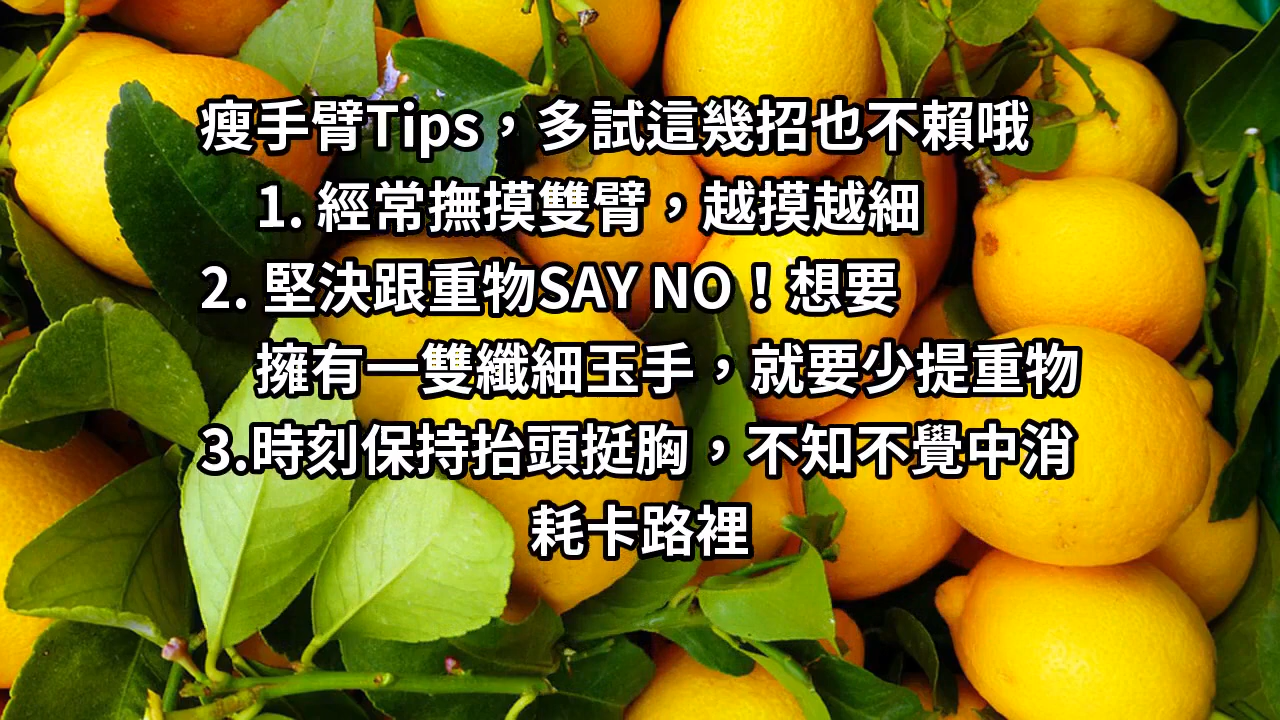 瘦手臂Tips，多試這幾招也不賴哦
1. 經常撫摸雙臂，越摸越細
2. 堅決跟重物SAY NO！想要
擁有一雙纖細玉手，就要少提重物
3.時刻保持抬頭挺胸，不知不覺中消
耗卡路裡